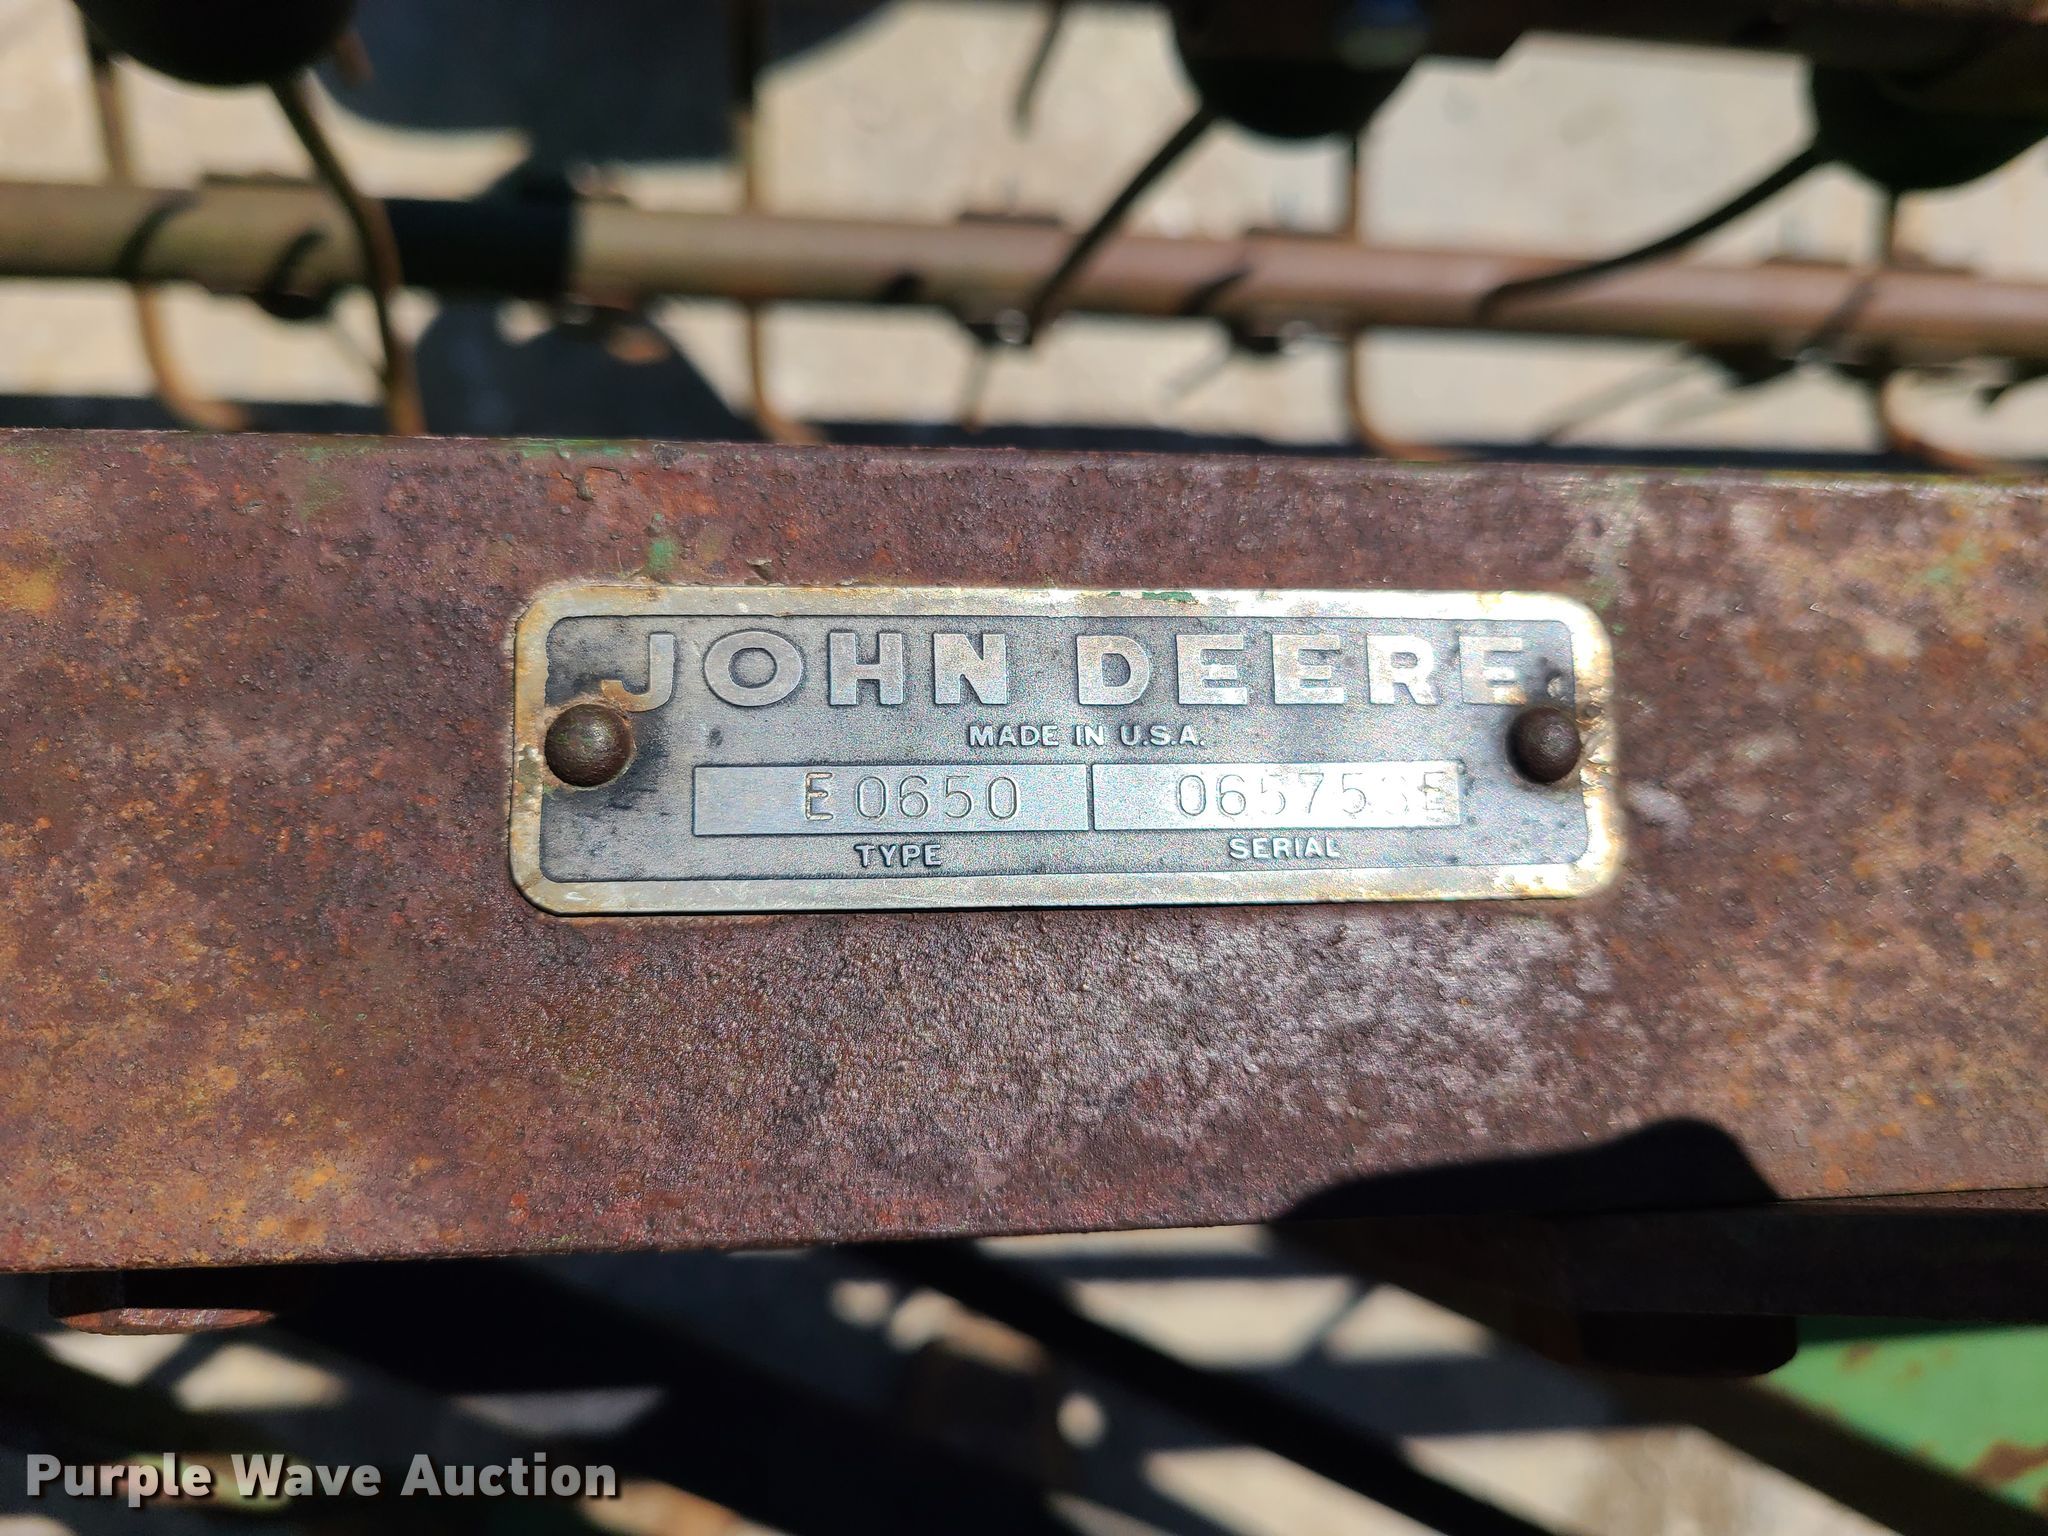 JOHN DEERE
MADE IN U.S.A.
E0650
TYPE SERIAL
Purple Wave Auction